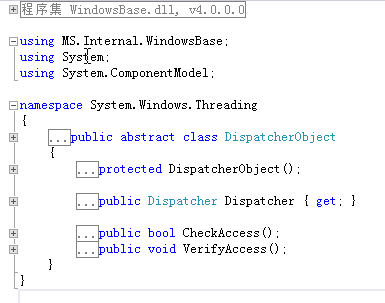 程序集 WindowsBase.dll, v4.0.0.0
using MS.Internal.WindowsBase;
using System;
using System.ComponentModel;
namespace System.Windows.Threading
{
...public abstract class DispatcherObject
{
...protected DispatcherObject();
...public Dispatcher Dispatcher { get; }
...public bool CheckAccess();
...public void VerifyAccess();
}
}